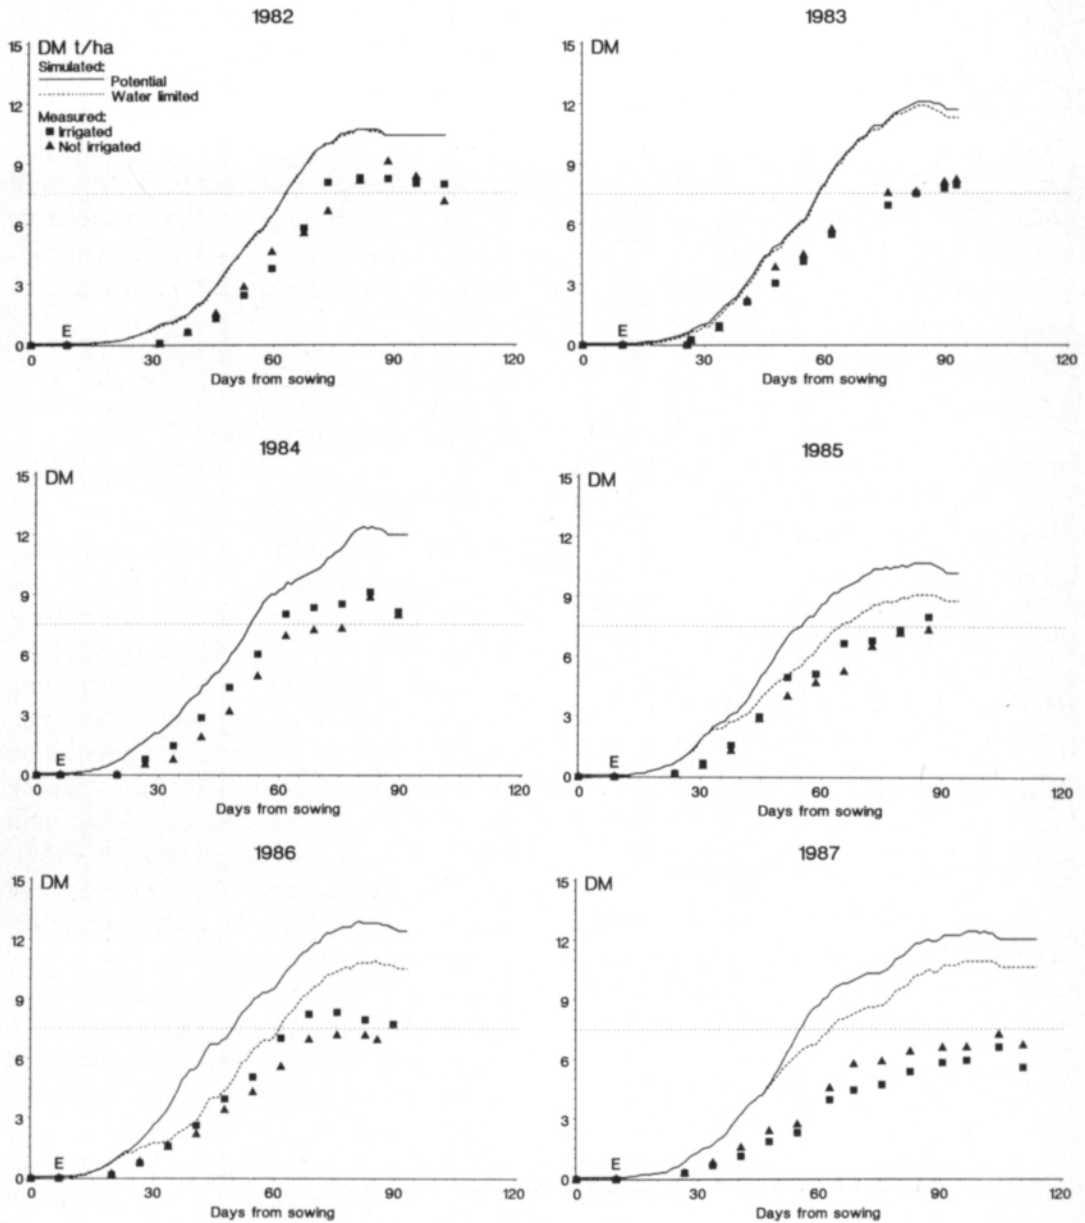 1982
15
DM t/ha
Simulated:
Potential
Water limited
Measured:
Irrigated
Not irrigated
12
9
6
3
0
E
0 30 60 90 120
Days from sowing
1983
15
DM
12
9
6
3
0
E
0 30 60 90 120
Days from sowing
1984
15
DM
12
9
6
3
0
E
0 30 60 90 120
Days from sowing
1985
15
DM
12
9
6
3
0
E
0 30 60 90 120
Days from sowing
1986
15
DM
12
9
6
3
0
E
0 30 60 90 120
Days from sowing
1987
15
DM
12
9
6
3
0
E
0 30 60 90 120
Days from sowing